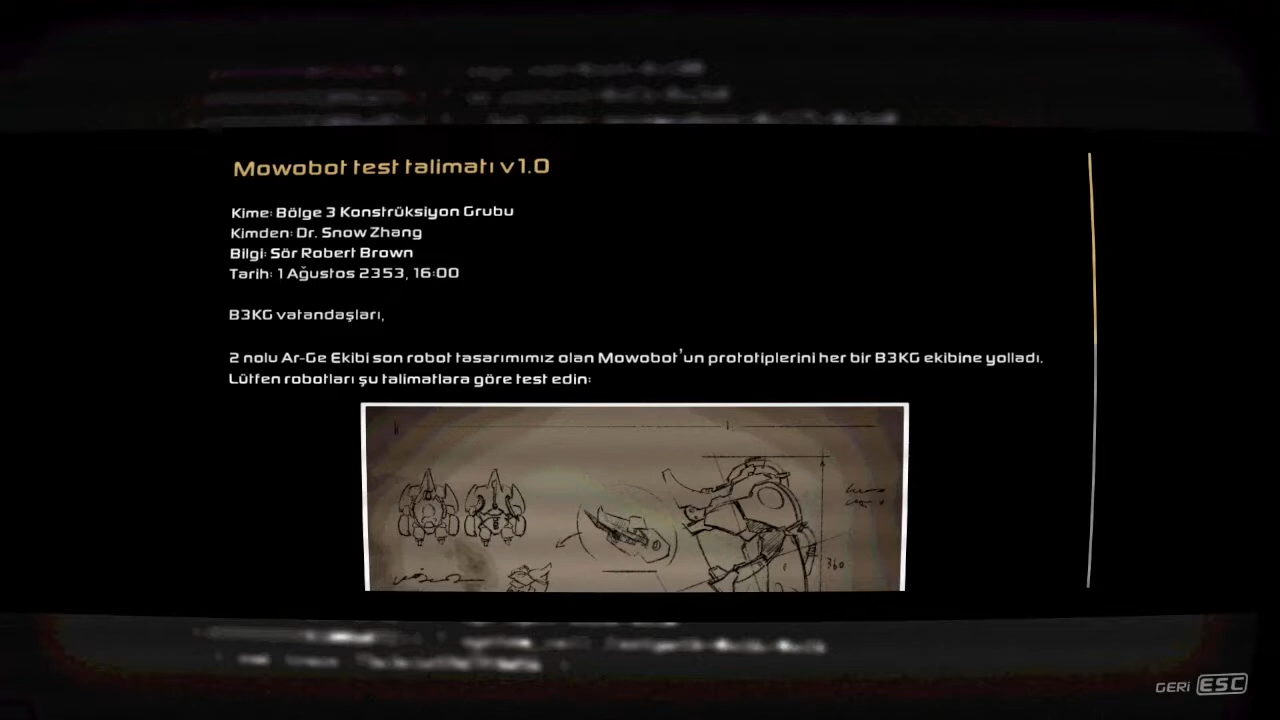 Mowobot test talimatı v1.0
Kime: Bölge 3 Konstrüksiyon Grubu
Kimden: Dr. Snow Zhang
Bilgi: Sör Robert Brown
Tarih: 1 Ağustos 2353, 16:00
B3KG vatandaşları,
2 nolu Ar-Ge Ekibi son robot tasarımımız olan Mowobot'un prototiplerini her bir B3KG ekibine yolladı.
Lütfen robotları şu talimatlara göre test edin:
360
GERİ ESC